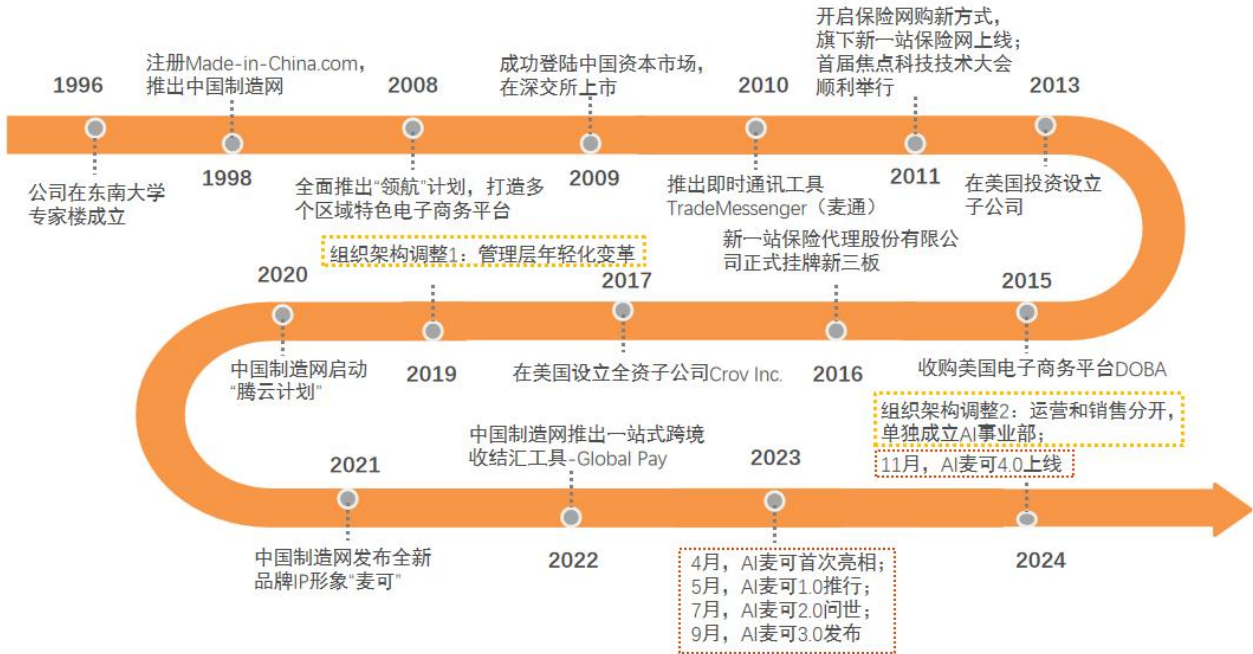 1996
公司在东南大学
专家楼成立
注册Made-in-China.com，
推出中国制造网
1998
2008
全面推出“领航”计划，打造多
个区域特色电子商务平台
成功登陆中国资本市场，
在深交所上市
2009
2010
推出即时通讯工具
TradeMessenger（麦通）
开启保险网购新方式，
旗下新一站保险网上线；
首届焦点科技技术大会
顺利举行
2011
2013
在美国投资设立
子公司
2015
收购美国电子商务平台DOBA
新一站保险代理股份有限公
司正式挂牌新三板
2016
2017
在美国设立全资子公司Crov Inc.
组织架构调整1：管理层年轻化变革
2019
2020
中国制造网启动
“腾云计划”
2021
中国制造网发布全新
品牌IP形象“麦可”
中国制造网推出一站式跨境
收结汇工具-Global Pay
2022
2023
4月，AI麦可首次亮相；
5月，AI麦可1.0推行；
7月，AI麦可2.0问世；
9月，AI麦可3.0发布
组织架构调整2：运营和销售分开，
单独成立AI事业部；
11月，AI麦可4.0上线
2024